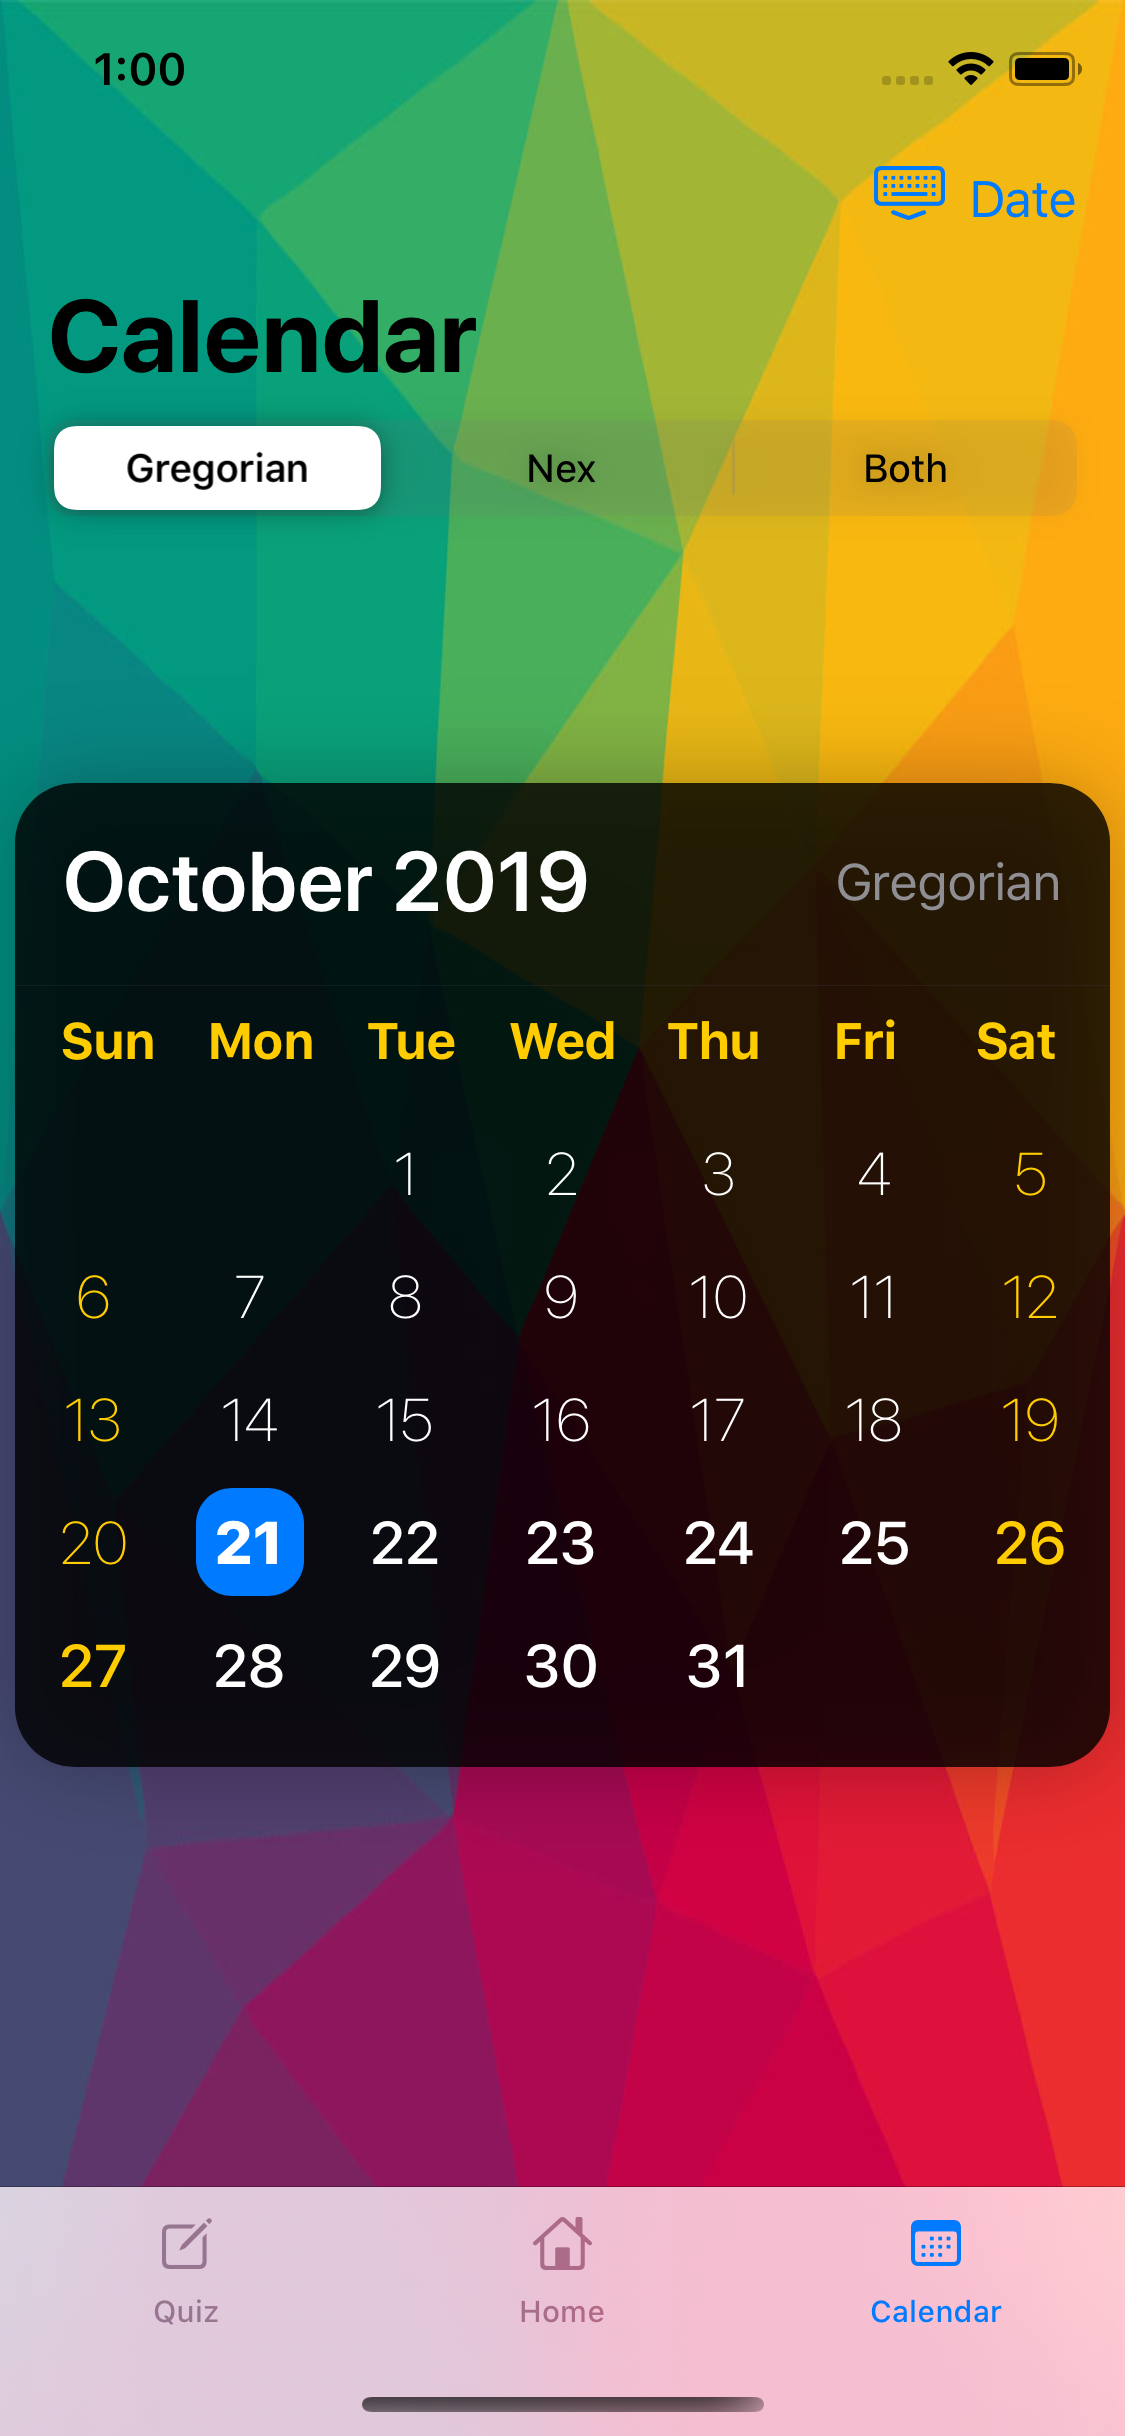 1:00
Date
Calendar
Gregorian Nex Both
October 2019 Gregorian
Sun Mon Tue Wed Thu Fri Sat
1 2 3 4 5
6 7 8 9 10 11 12
13 14 15 16 17 18 19
20 21 22 23 24 25 26
27 28 29 30 31
Quiz Home Calendar